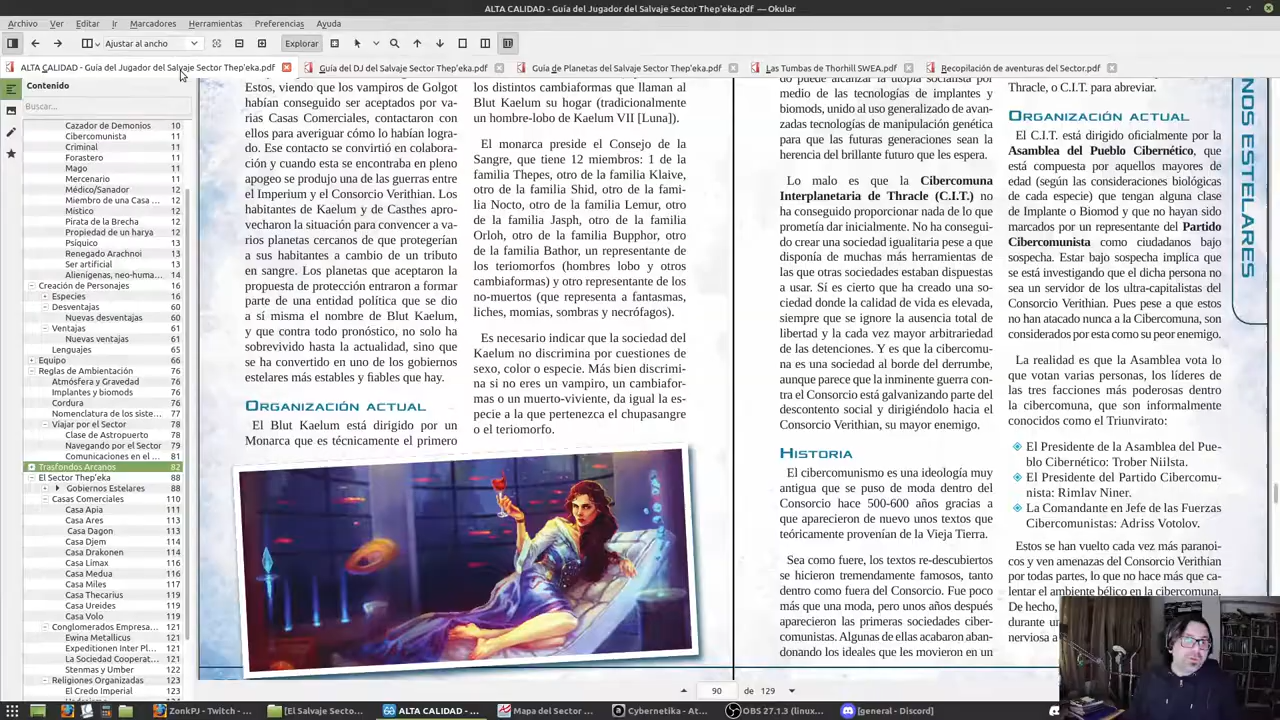 ALTA CALIDAD - Guía del Jugador del Salvaje Sector Thep'eka.pdf — Okular
Archivo Ver Editar Ir Marcadores Herramientas Preferencias Ayuda
Ajustar al ancho Explorar
ALTA CALIDAD - Guía del Jugador del Salvaje Sector Thep'eka.pdf
Guía del DJ del Salvaje Sector Thep'eka.pdf
Guía de Planetas del Salvaje Sector Thep'eka.pdf
Las Tumbas de Thorhill SWEA.pdf
Recopilación de aventuras del Sector.pdf
Contenido
Buscar...
Cazador de Demonios 10
Cibercomunista 11
Criminal 11
Forastero 11
Mago 11
Mercenario 11
Médico/Sanador 12
Miembro de una Casa ... 12
Místico 12
Pirata de la Brecha 12
Propiedad de un harya 12
Psíquico 13
Renegado Arachnoi 13
Ser artificial 13
Alienígenas, neo-huma... 14
Creación de Personajes 16
Especies 16
Desventajas 60
Nuevas desventajas 60
Ventajas 61
Nuevas ventajas 61
Lenguajes 65
Equipo 66
Reglas de Ambientación 76
Atmósfera y Gravedad 76
Implantes y biomods 76
Cordura 76
Nomenclatura de los siste... 77
Viajar por el Sector 78
Clase de Astropuerto 78
Navegando por el Sector 79
Comunicaciones en el ... 81
Trasfondos Arcanos 82
El Sector Thep'eka 88
Gobiernos Estelares 88
Casas Comerciales 110
Casa Apia 111
Casa Ares 113
Casa Dagon 113
Casa Djem 114
Casa Drakonen 114
Casa Limax 116
Casa Medua 116
Casa Miles 117
Casa Thecarius 119
Casa Ureides 119
Casa Volo 119
Conglomerados Empresa... 121
Ewina Metallicus 121
Expeditionen Inter Pl... 121
La Sociedad Cooperat... 121
Stenmas y Umber 122
Religiones Organizadas 123
El Credo Imperial 123
Estos, viendo que los vampiros de Golgot
habían conseguido ser aceptados por va-
rias Casas Comerciales, contactaron con
ellos para averiguar cómo lo habían logra-
do. Ese contacto se convirtió en colabora-
ción y cuando esta se encontraba en pleno
apogeo se produjo una de las guerras entre
el Imperium y el Consorcio Verithian. Los
habitantes de Kaelum y de Casthes apro-
vecharon la situación para convencer a va-
rios planetas cercanos de que protegerían
a sus habitantes a cambio de un tributo
en sangre. Los planetas que aceptaron la
propuesta de protección entraron a formar
parte de una entidad política que se dio
a sí misma el nombre de Blut Kaelum,
y que contra todo pronóstico, no solo ha
sobrevivido hasta la actualidad, sino que
se ha convertido en uno de los gobiernos
estelares más estables y fiables que hay.
Organización actual
El Blut Kaelum está dirigido por un
Monarca que es técnicamente el primero
los distintos cambiaformas que llaman al
Blut Kaelum su hogar (tradicionalmente
un hombre-lobo de Kaelum VII [Luna]).
El monarca preside el Consejo de la
Sangre, que tiene 12 miembros: 1 de la
familia Thepes, otro de la familia Klaive,
otro de la familia Shid, otro de la fami-
lia Nocto, otro de la familia Lemur, otro
de la familia Jasph, otro de la familia
Orloh, otro de la familia Bupphor, otro
de la familia Bathor, un representante de
los teriomorfos (hombres lobo y otros
cambiaformas) y otro representante de los
no-muertos (que representa a fantasmas,
liches, momias, sombras y necrófagos).
Es necesario indicar que la sociedad del
Kaelum no discrimina por cuestiones de
sexo, color o especie. Más bien discrimi-
na si no eres un vampiro, un cambiafor-
mas o un muerto-viviente, da igual la es-
pecie a la que pertenezca el chupasangre
o el teriomorfo.
do puede alcanzar la utopía socialista por
medio de las tecnologías de implantes y
biomods, unido al uso generalizado de avan-
zadas tecnologías de manipulación genética
para que las futuras generaciones sean la
herencia del brillante futuro que les espera.
Lo malo es que la Cibercomuna
Interplanetaria de Thracle (C.I.T.) no
ha conseguido proporcionar nada de lo que
prometía dar inicialmente. No ha consegui-
do crear una sociedad igualitaria pese a que
disponía de muchas más herramientas de
las que otras sociedades estaban dispuestas
a usar. Sí es cierto que ha creado una so-
ciedad donde la calidad de vida es elevada,
siempre que se ignore la ausencia total de
libertad y la cada vez mayor arbitrariedad
de las detenciones. Y es que la cibercomu-
na es una sociedad al borde del derrumbe,
aunque parece que la inminente guerra con-
tra el Consorcio está galvanizando parte del
descontento social y dirigiéndolo hacia el
Consorcio Verithian, su mayor enemigo.
Historia
El cibercomunismo es una ideología muy
antigua que se puso de moda dentro del
Consorcio hace 500-600 años gracias a
que aparecieron de nuevo unos textos que
teóricamente provenían de la Vieja Tierra.
Sea como fuere, los textos re-descubiertos
se hicieron tremendamente famosos, tanto
dentro como fuera del Consorcio. Fue poco
más que una moda, pero unos años después
aparecieron las primeras sociedades ciber-
comunistas. Algunas de ellas acabaron aban-
donando los ideales que les movieron en un
Thracle, o C.I.T. para abreviar.
Organización actual
El C.I.T. está dirigido oficialmente por la
Asamblea del Pueblo Cibernético, que
está compuesta por aquellos mayores de
edad (según las consideraciones biológicas
de cada especie) que tengan alguna clase
de Implante o Biomod y que no hayan sido
marcados por un representante del Partido
Cibercomunista como ciudadanos bajo
sospecha. Estar bajo sospecha implica que
se está investigando que el dicha persona no
sea un servidor de los ultra-capitalistas del
Consorcio Verithian. Pues pese a que estos
no han atacado nunca a la Cibercomuna, son
considerados por esta como su peor enemigo.
La realidad es que la Asamblea vota lo
que votan varias personas, los líderes de
las tres facciones más poderosas dentro
la cibercomuna, que son informalmente
conocidos como el Triunvirato:
El Presidente de la Asamblea del Pue-
blo Cibernético: Trober Niilsta.
El Presidente del Partido Cibercomu-
nista: Rimlav Niner.
La Comandante en Jefe de las Fuerzas
Cibercomunistas: Adriss Votolov.
Estos se han vuelto cada vez más paranoi-
cos y ven amenazas del Consorcio Verithian
por todas partes, lo que no hace más que ca-
lentar el ambiente bélico en la cibercomuna.
De hecho,
durante un
nerviosa a
NOS ESTELARES
90 de 129
ZonkPJ - Twitch - ...
[El Salvaje Secto...
ALTA CALIDAD - ...
Mapa del Sector ...
Cybernetika - At...
OBS 27.1.3 (linux...
[general - Discord]